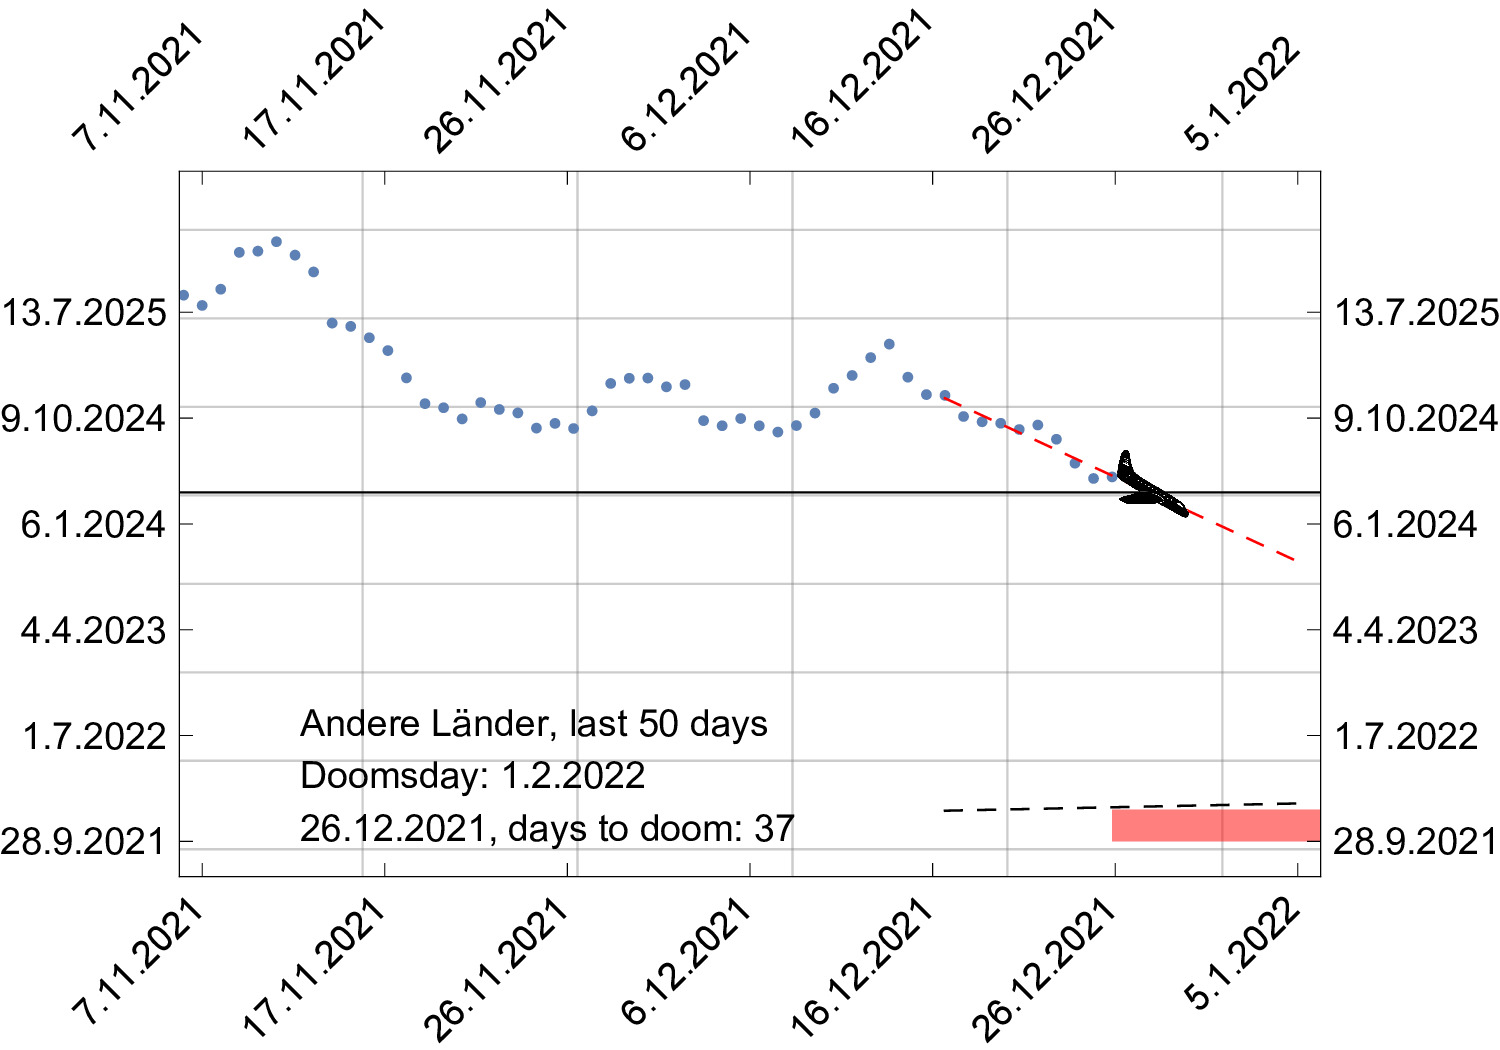 7.11.2021 17.11.2021 26.11.2021 6.12.2021 16.12.2021 26.12.2021 5.1.2022
13.7.2025 13.7.2025
9.10.2024 9.10.2024
6.1.2024 6.1.2024
4.4.2023 4.4.2023
Andere Länder, last 50 days
1.7.2022 1.7.2022
Doomsday: 1.2.2022
26.12.2021, days to doom: 37
28.9.2021 28.9.2021
7.11.2021 17.11.2021 26.11.2021 6.12.2021 16.12.2021 26.12.2021 5.1.2022